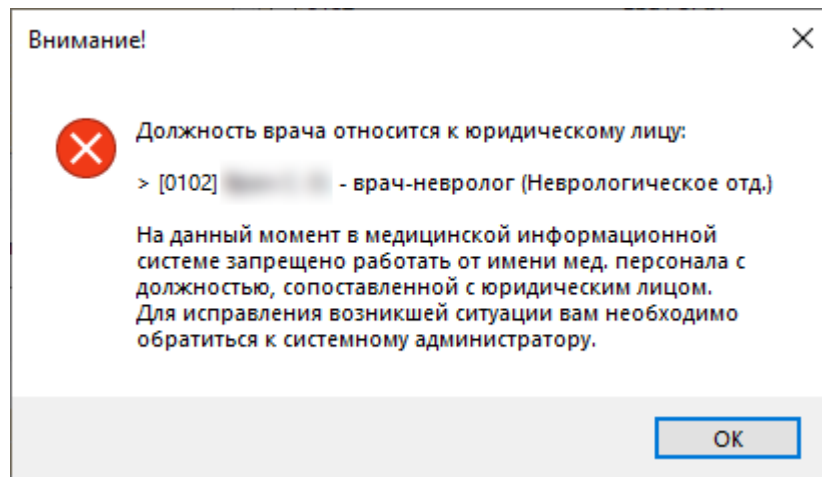 Внимание!
Должность врача относится к юридическому лицу:
> [0102] - врач-невролог (Неврологическое отд.)
На данный момент в медицинской информационной
системе запрещено работать от имени мед. персонала с
должностью, сопоставленной с юридическим лицом.
Для исправления возникшей ситуации вам необходимо
обратиться к системному администратору.
OK